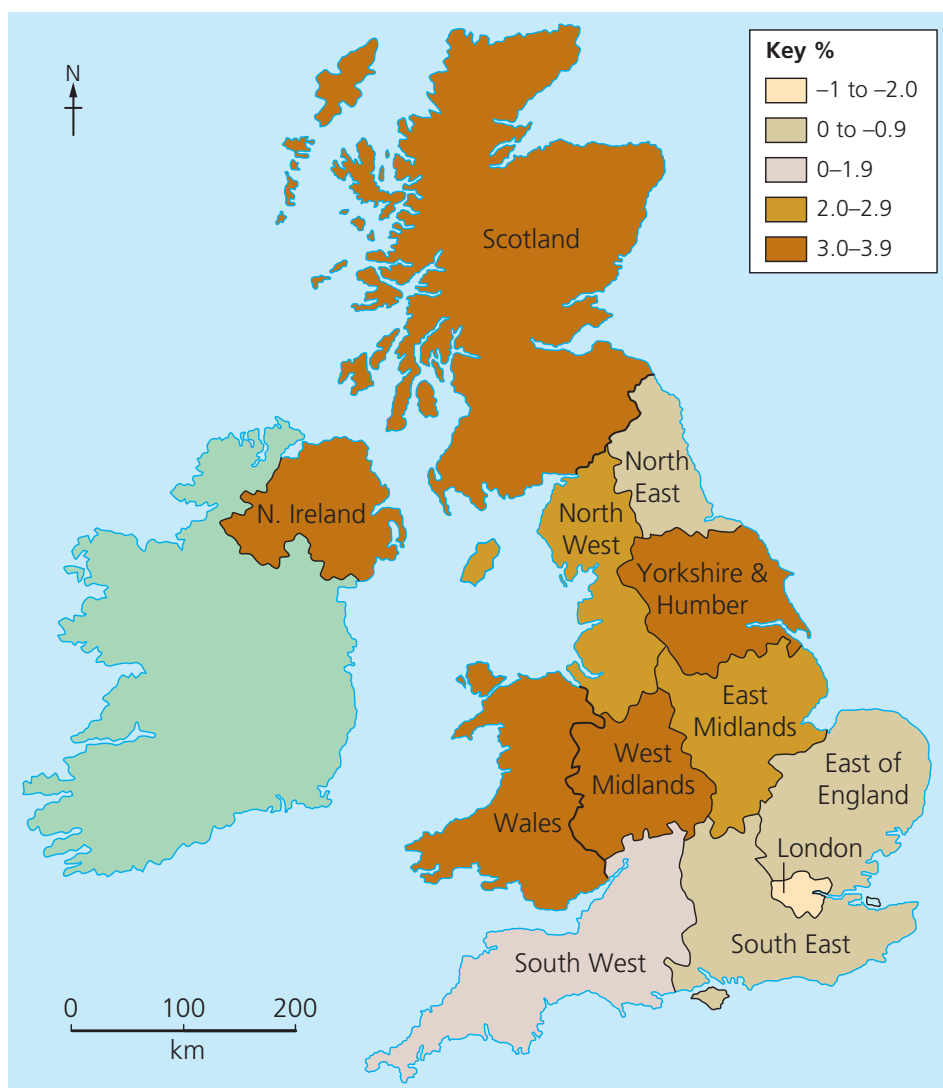 N
Key %
–1 to –2.0
0 to –0.9
0–1.9
2.0–2.9
3.0–3.9
Scotland
North
East
N. Ireland
North
West
Yorkshire &
Humber
East
Midlands
West
Midlands
East of
England
Wales
London
South East
South West
0 100 200
km